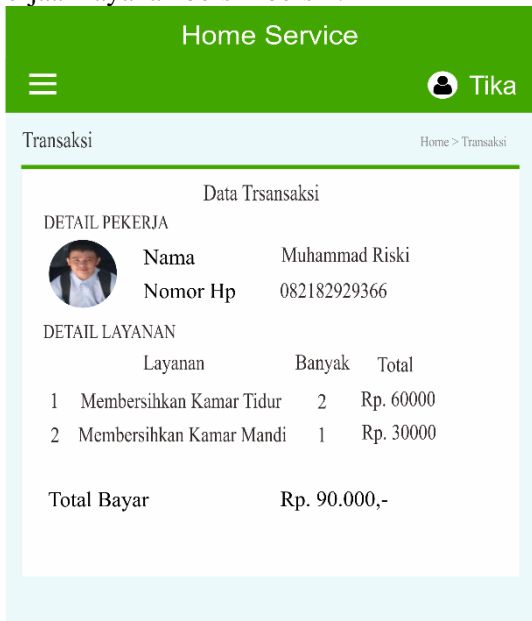 Home Service
Tika
Transaksi
Home > Transaksi
Data Trsansaksi
DETAIL PEKERJA
Nama Muhammad Riski
Nomor Hp 082182929366
DETAIL LAYANAN
Layanan Banyak Total
1 Membersihkan Kamar Tidur 2 Rp. 60000
2 Membersihkan Kamar Mandi 1 Rp. 30000
Total Bayar Rp. 90.000,-